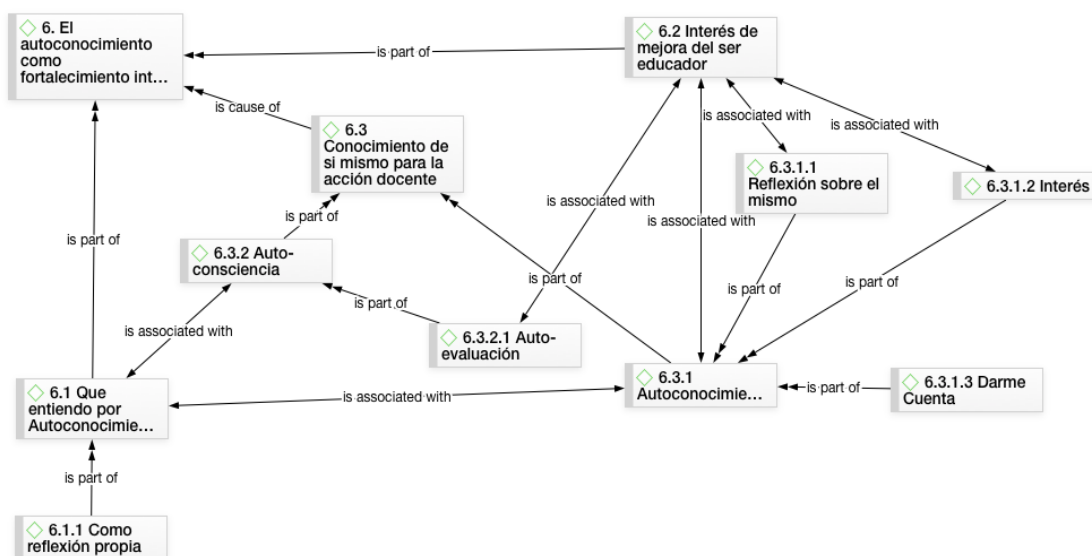 6. El
autoconocimiento
como
fortalecimiento int...
6.2 Interés de
mejora del ser
educador
is part of
is cause of
is associated with
is associated with
6.3
Conocimiento de
si mismo para la
acción docente
6.3.1.1
Reflexión sobre el
mismo
6.3.1.2 Interés
is associated with
is part of
is associated with
is part of
6.3.2 Auto-
consciencia
is part of
is part of
is part of
is part of
is associated with
6.3.2.1 Auto-
evaluación
6.3.1
Autoconocimie...
6.3.1.3 Darme
Cuenta
is part of
6.1 Que
entiendo por
Autoconocimie...
is associated with
is part of
6.1.1 Como
reflexión propia